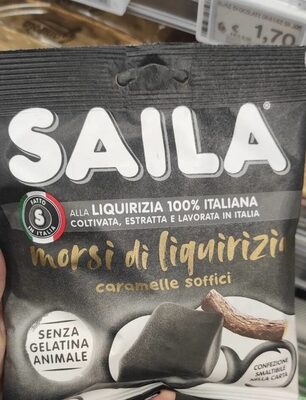 € 1,70
SAILA®
FATTO
S
IN ITALIA
ALLA LIQUIRIZIA 100% ITALIANA
COLTIVATA, ESTRATTA E LAVORATA IN ITALIA
morsi di liquirizi
caramelle soffici
SENZA
GELATINA
ANIMALE
CONFEZIONE
SMALTIBILE
NELLA CARTA